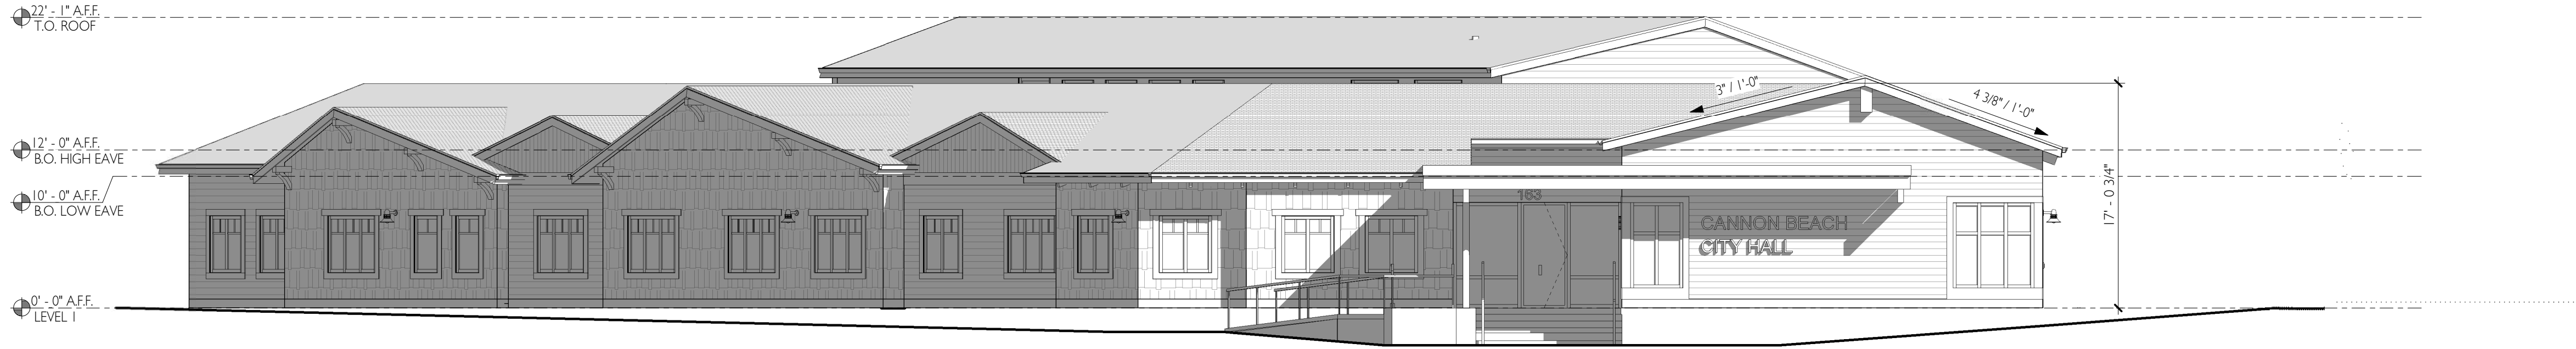 22' - 1" A.F.F.
T.O. ROOF
3" / 1'-0"
4 3/8" / 1'-0"
12' - 0" A.F.F.
B.O. HIGH EAVE
10' - 0" A.F.F.
B.O. LOW EAVE
17' - 0 3/4"
163
CANNON BEACH
CITY HALL
0' - 0" A.F.F.
LEVEL 1